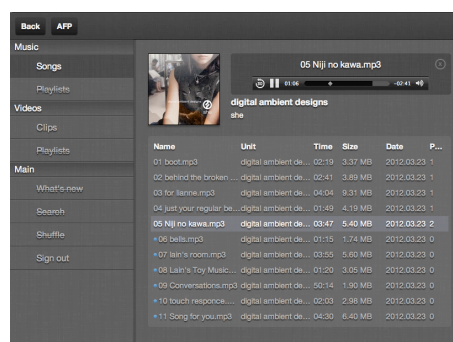 Back AFP
Music
Songs
Playlists
Videos
Clips
Playlists
Main
What's new
Search
Shuffle
Sign out
05 Niji no kawa.mp3
30 01:06 -02:41
digital ambient designs
she
Name Unit Time Size Date P...
01 boot.mp3 digital ambient de... 02:19 3.37 MB 2012.03.23 1
02 behind the broken ... digital ambient de... 02:41 3.89 MB 2012.03.23 1
03 for lianne.mp3 digital ambient de... 04:04 9.31 MB 2012.03.23 1
04 just your regular be... digital ambient de... 01:49 4.19 MB 2012.03.23 1
05 Niji no kawa.mp3 digital ambient de... 03:47 5.40 MB 2012.03.23 2
06 bells.mp3 digital ambient de... 01:15 1.74 MB 2012.03.23 0
07 lain's room.mp3 digital ambient de... 03:55 5.60 MB 2012.03.23 0
08 Lain's Toy Music... digital ambient de... 01:20 3.05 MB 2012.03.23 0
09 Conversations.mp3 digital ambient de... 50:14 1.90 MB 2012.03.23 0
10 touch responce.... digital ambient de... 02:03 2.98 MB 2012.03.23 0
11 Song for you.mp3 digital ambient de... 04:30 6.40 MB 2012.03.23 0